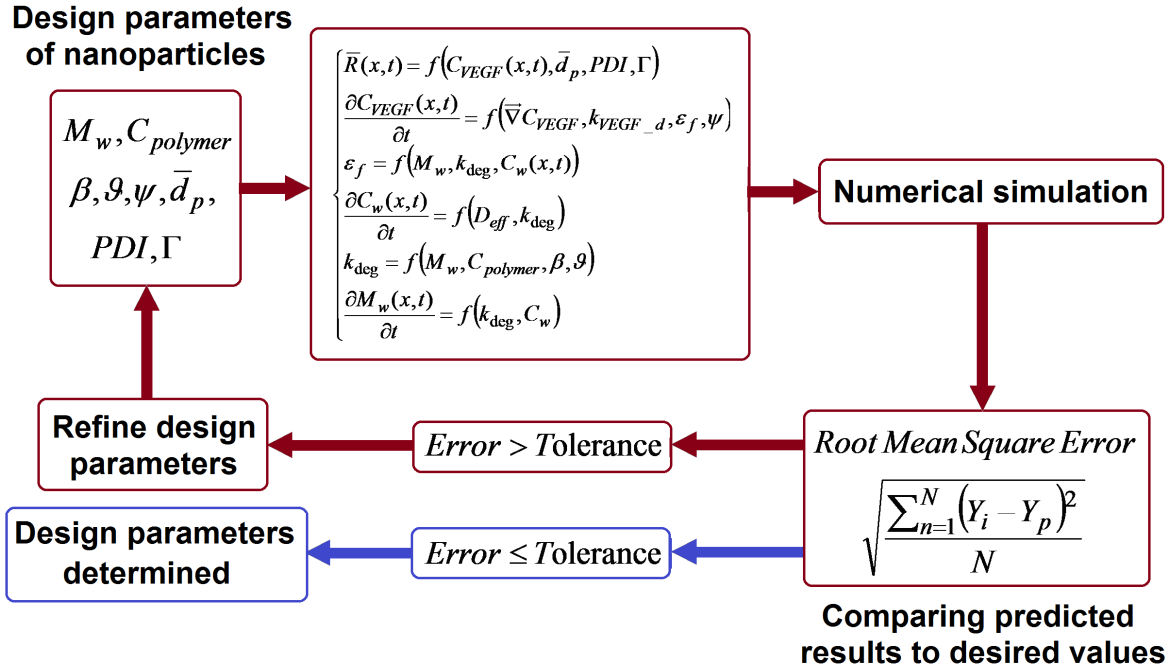 Design parameters
of nanoparticles
M_w, C_polymer
β, ϑ, ψ, d̄_p,
PDI, Γ
R̄(x,t) = f(C_VEGF(x,t), d̄_p, PDI, Γ)
∂C_VEGF(x,t)/∂t = f(∇⃗C_VEGF, k_VEGF_d, ε_f, ψ)
ε_f = f(M_w, k_deg, C_w(x,t))
∂C_w(x,t)/∂t = f(D_eff, k_deg)
k_deg = f(M_w, C_polymer, β, ϑ)
∂M_w(x,t)/∂t = f(k_deg, C_w)
Numerical simulation
Root Mean Square Error
√(∑_{n=1}^{N}(Y_i − Y_p)²/N)
Comparing predicted
results to desired values
Error > Tolerance
Refine design
parameters
Error ≤ Tolerance
Design parameters
determined